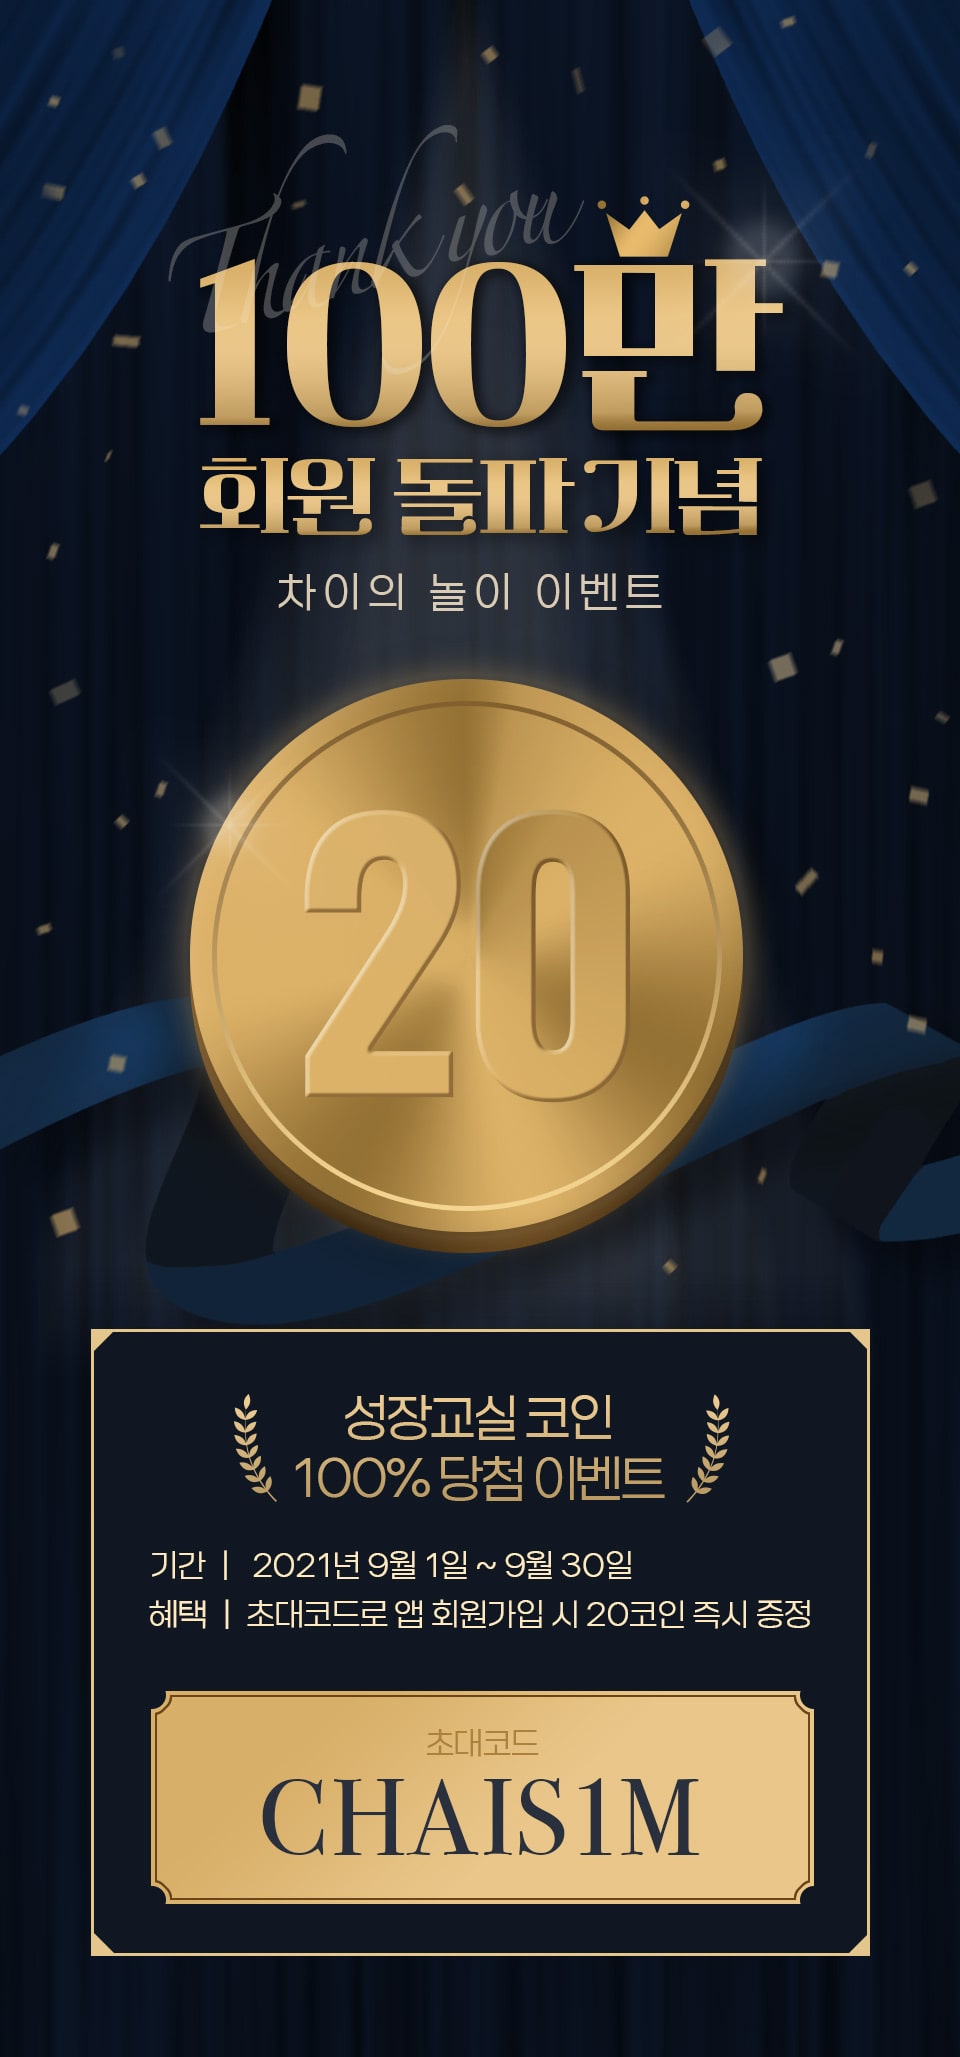 Thank you
100만
회원 돌파 기념
차이의 놀이 이벤트
20
성장교실 코인
100% 당첨 이벤트
기간 | 2021년 9월 1일 ~ 9월 30일
혜택 | 초대코드로 앱 회원가입 시 20코인 즉시 증정
초대코드
CHAIS1M